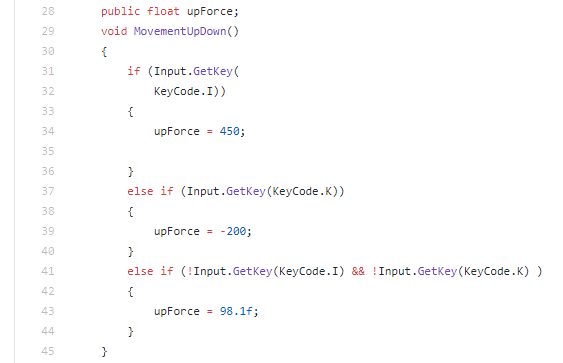 28 public float upForce;
29 void MovementUpDown()
30 {
31 if (Input.GetKey(
32 KeyCode.I))
33 {
34 upForce = 450;
35
36 }
37 else if (Input.GetKey(KeyCode.K))
38 {
39 upForce = -200;
40 }
41 else if (!Input.GetKey(KeyCode.I) && !Input.GetKey(KeyCode.K) )
42 {
43 upForce = 98.1f;
44 }
45 }